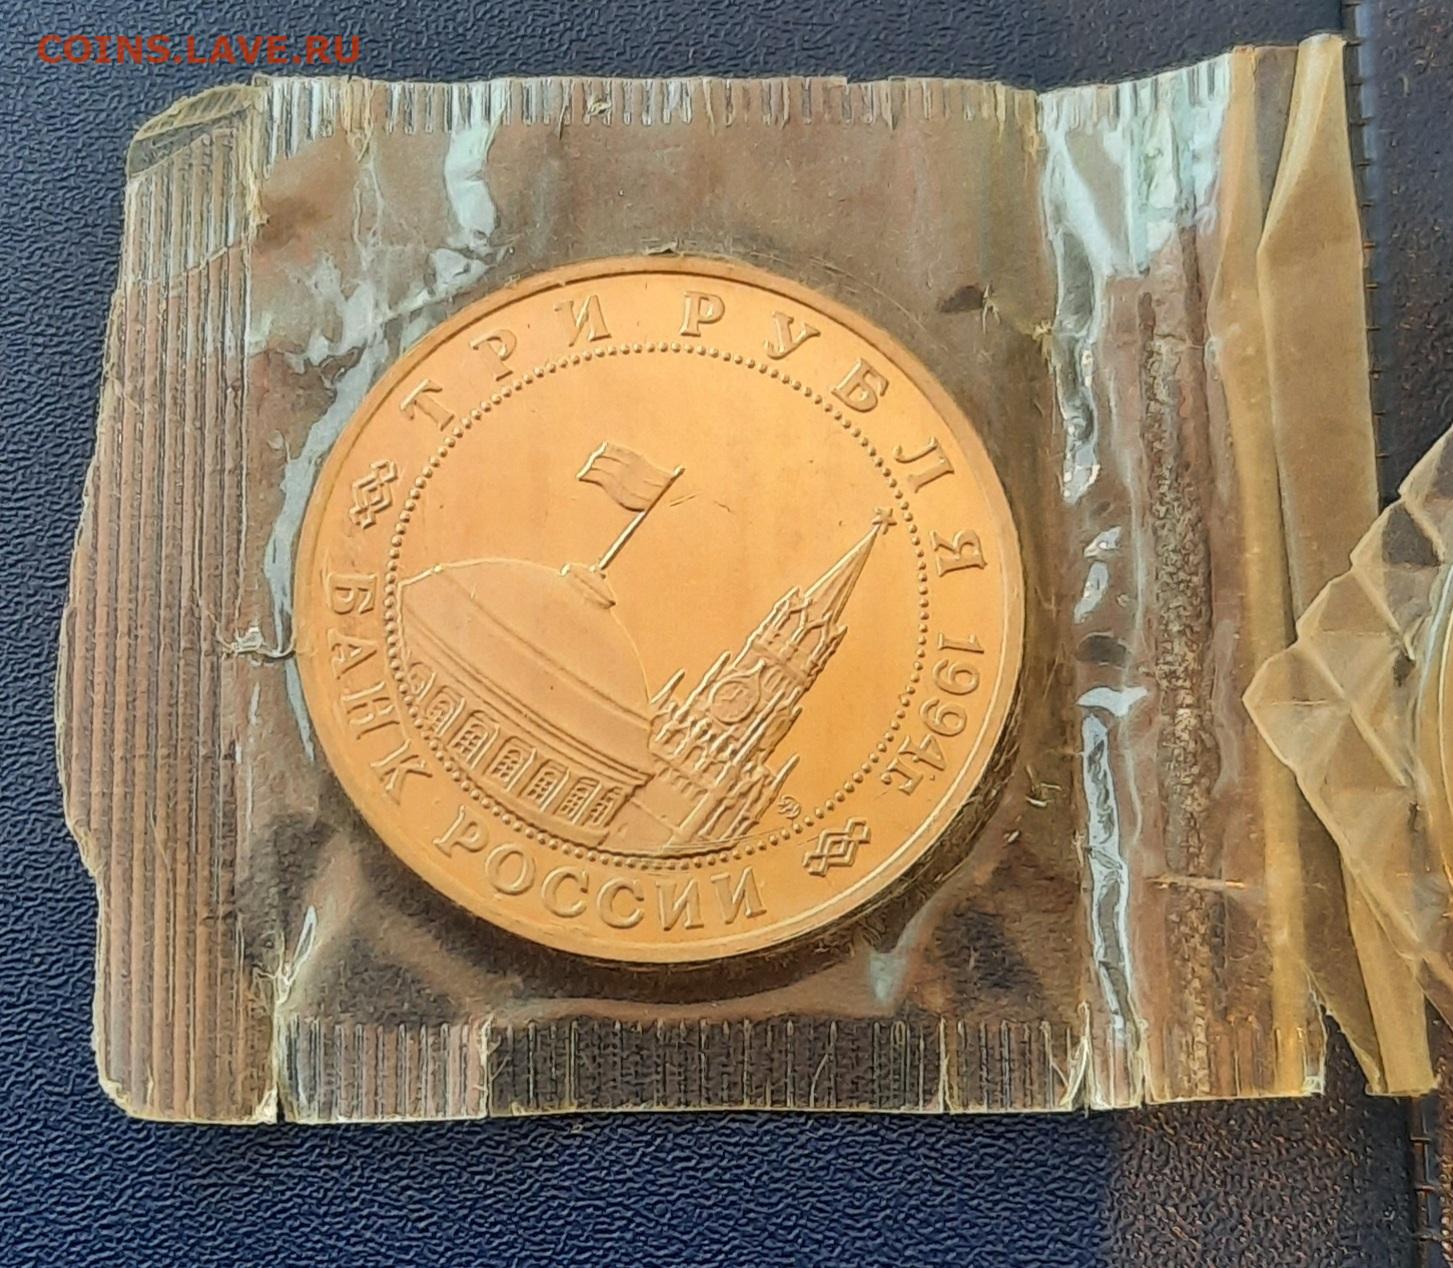 COINS.LAVE.RU
ТРИ РУБЛЯ 1994г.
БАНК РОССИИ